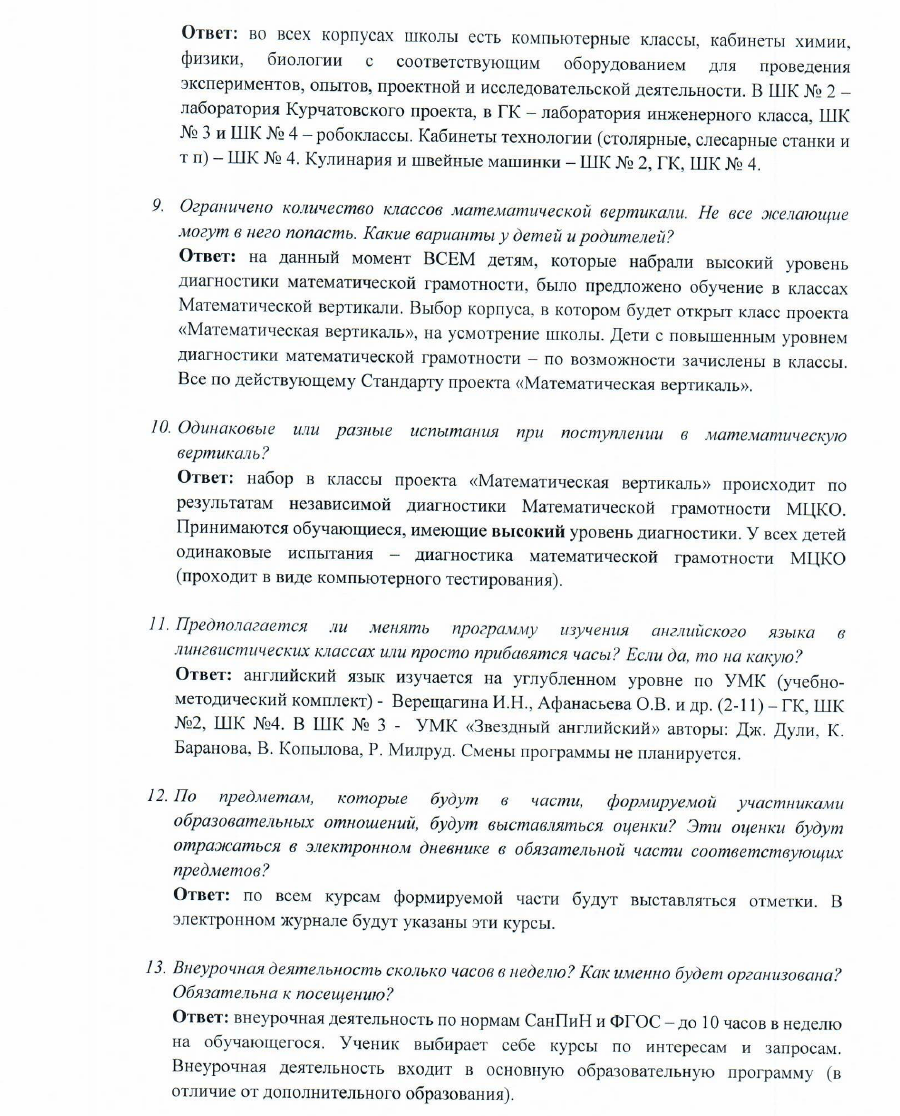 Ответ: во всех корпусах школы есть компьютерные классы, кабинеты химии,
физики, биологии с соответствующим оборудованием для проведения
экспериментов, опытов, проектной и исследовательской деятельности. В ШК № 2 –
лаборатория Курчатовского проекта, в ГК – лаборатория инженерного класса, ШК
№ 3 и ШК № 4 – робоклассы. Кабинеты технологии (столярные, слесарные станки и
т п) – ШК № 4. Кулинария и швейные машинки – ШК № 2, ГК, ШК № 4.
9. Ограничено количество классов математической вертикали. Не все желающие
могут в него попасть. Какие варианты у детей и родителей?
Ответ: на данный момент ВСЕМ детям, которые набрали высокий уровень
диагностики математической грамотности, было предложено обучение в классах
Математической вертикали. Выбор корпуса, в котором будет открыт класс проекта
«Математическая вертикаль», на усмотрение школы. Дети с повышенным уровнем
диагностики математической грамотности – по возможности зачислены в классы.
Все по действующему Стандарту проекта «Математическая вертикаль».
10. Одинаковые или разные испытания при поступлении в математическую
вертикаль?
Ответ: набор в классы проекта «Математическая вертикаль» происходит по
результатам независимой диагностики Математической грамотности МЦКО.
Принимаются обучающиеся, имеющие высокий уровень диагностики. У всех детей
одинаковые испытания – диагностика математической грамотности МЦКО
(проходит в виде компьютерного тестирования).
11. Предполагается ли менять программу изучения английского языка в
лингвистических классах или просто прибавятся часы? Если да, то на какую?
Ответ: английский язык изучается на углубленном уровне по УМК (учебно-
методический комплект) - Верещагина И.Н., Афанасьева О.В. и др. (2-11) – ГК, ШК
№2, ШК №4. В ШК № 3 - УМК «Звездный английский» авторы: Дж. Дули, К.
Баранова, В. Копылова, Р. Милруд. Смены программы не планируется.
12. По предметам, которые будут в части, формируемой участниками
образовательных отношений, будут выставляться оценки? Эти оценки будут
отражаться в электронном дневнике в обязательной части соответствующих
предметов?
Ответ: по всем курсам формируемой части будут выставляться отметки. В
электронном журнале будут указаны эти курсы.
13. Внеурочная деятельность сколько часов в неделю? Как именно будет организована?
Обязательна к посещению?
Ответ: внеурочная деятельность по нормам СанПиН и ФГОС – до 10 часов в неделю
на обучающегося. Ученик выбирает себе курсы по интересам и запросам.
Внеурочная деятельность входит в основную образовательную программу (в
отличие от дополнительного образования).